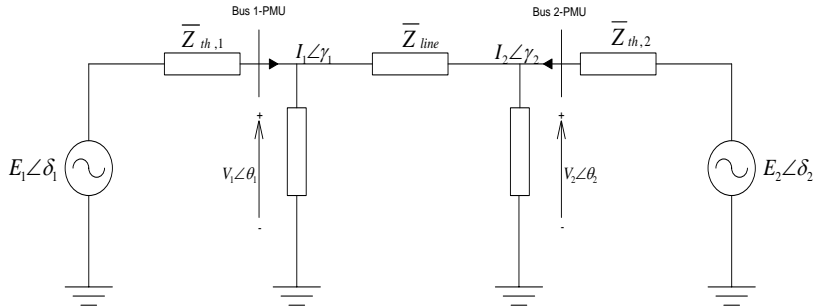 Bus 1-PMU
Bus 2-PMU
Z̅ th,1
I₁∠γ₁
Z̅ line
I₂∠γ₂
Z̅ th,2
+
+
E₁∠δ₁
V₁∠θ₁
V₂∠θ₂
E₂∠δ₂
-
-